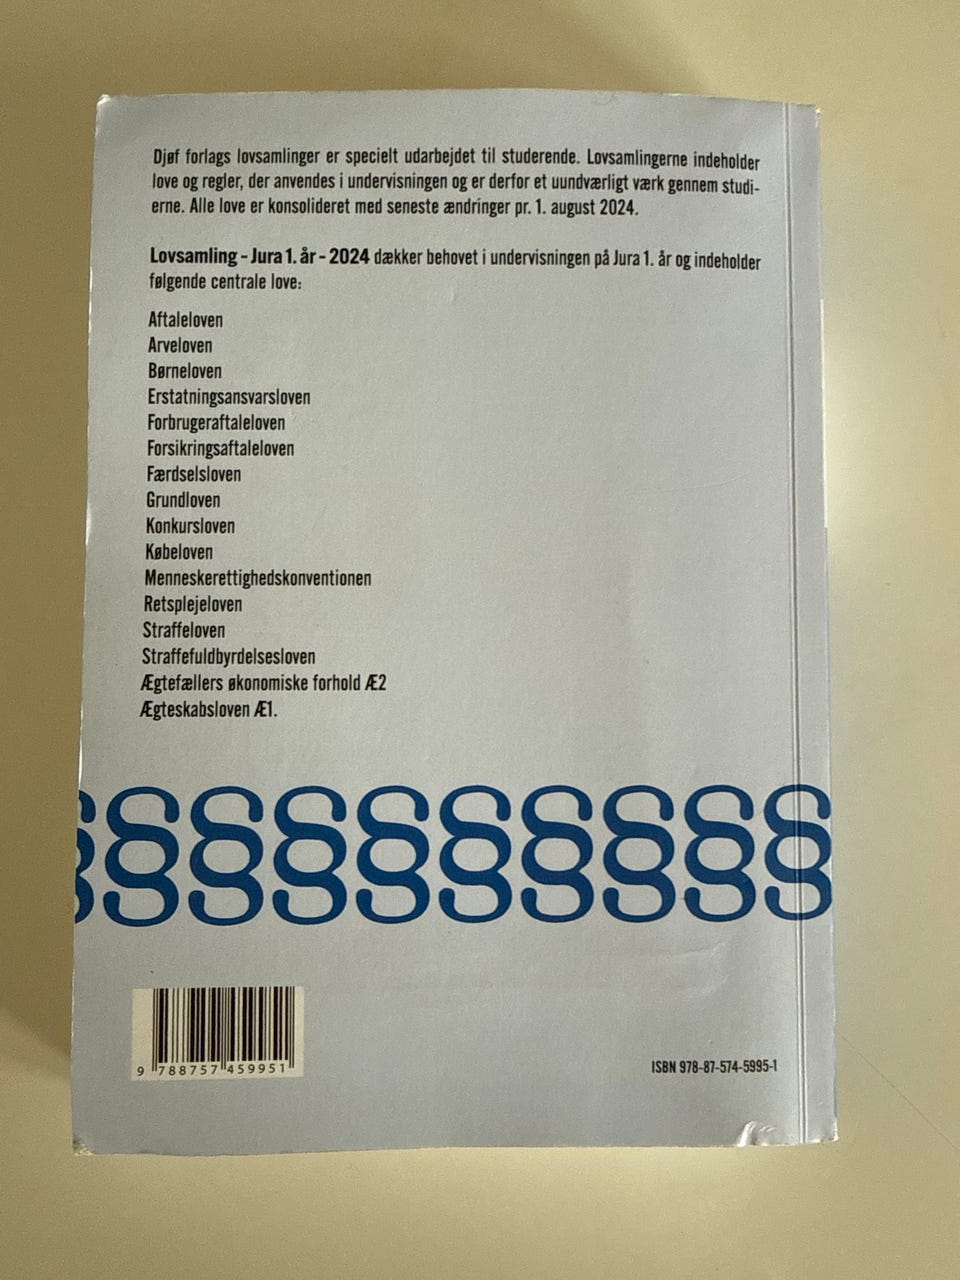 Djøf forlags lovsamlinger er specielt udarbejdet til studerende. Lovsamlingerne indeholder
love og regler, der anvendes i undervisningen og er derfor et uundværligt værk gennem studi-
erne. Alle love er konsolideret med seneste ændringer pr. 1. august 2024.
Lovsamling – Jura 1. år – 2024 dækker behovet i undervisningen på Jura 1. år og indeholder
følgende centrale love:
Aftaleloven
Arveloven
Børneloven
Erstatningsansvarsloven
Forbrugeraftaleloven
Forsikringsaftaleloven
Færdselsloven
Grundloven
Konkursloven
Købeloven
Menneskerettighedskonventionen
Retsplejeloven
Straffeloven
Straffefuldbyrdelsesloven
Ægtefællers økonomiske forhold Æ2
Ægteskabsloven Æ1.
§§§§§§§§§§
9 788757 459951
ISBN 978-87-574-5995-1